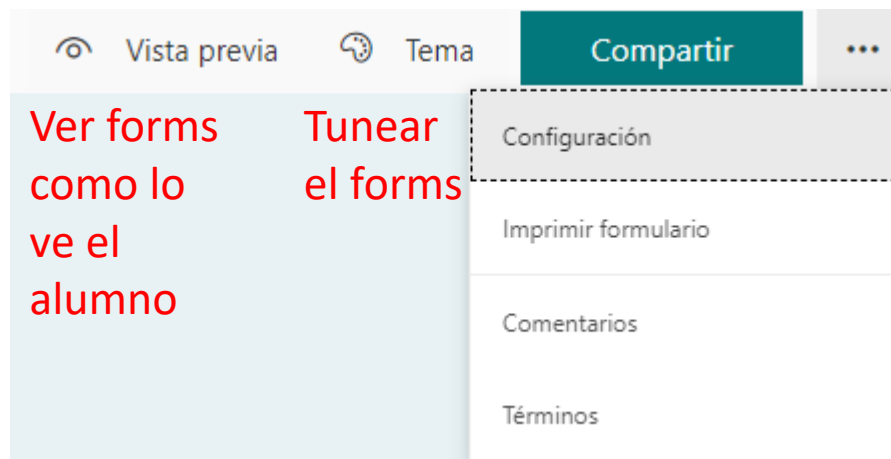 Vista previa Tema Compartir ...
Ver forms
como lo
ve el
alumno
Tunear
el forms
Configuración
Imprimir formulario
Comentarios
Términos